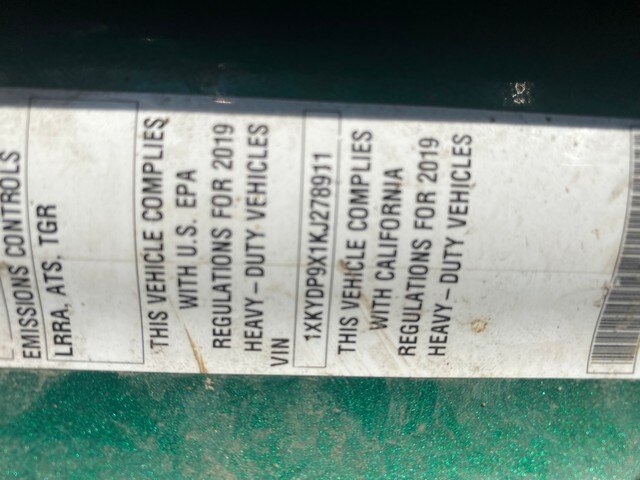 EMISSIONS CONTROLS
LRRA, ATS, TGR
THIS VEHICLE COMPLIES
WITH U.S. EPA
REGULATIONS FOR 2019
HEAVY-DUTY VEHICLES
VIN
1XKYDP9X1KJ278911
THIS VEHICLE COMPLIES
WITH CALIFORNIA
REGULATIONS FOR 2019
HEAVY-DUTY VEHICLES